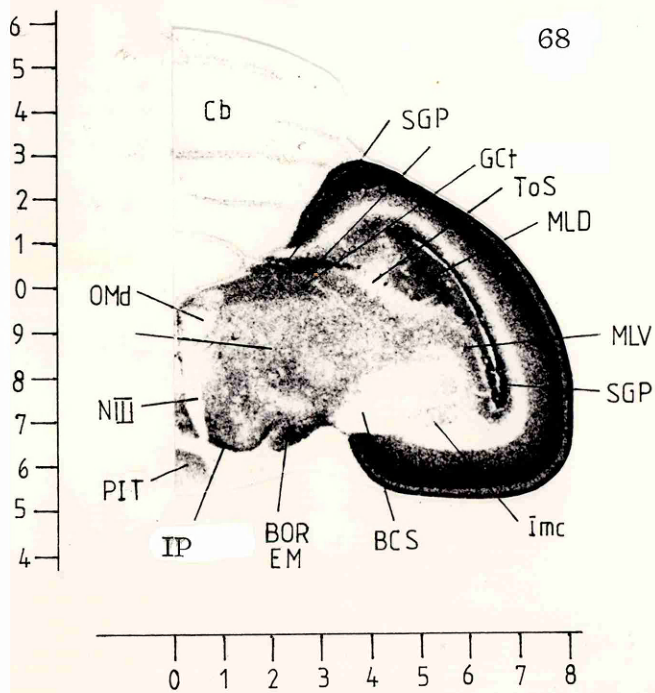 68
6
5
4
3
2
1
0
9
8
7
6
5
4
Cb
SGP
GCt
ToS
MLD
OMd
MLV
NIII
SGP
PIT
IP
BOR
EM
BCS
Imc
0 1 2 3 4 5 6 7 8